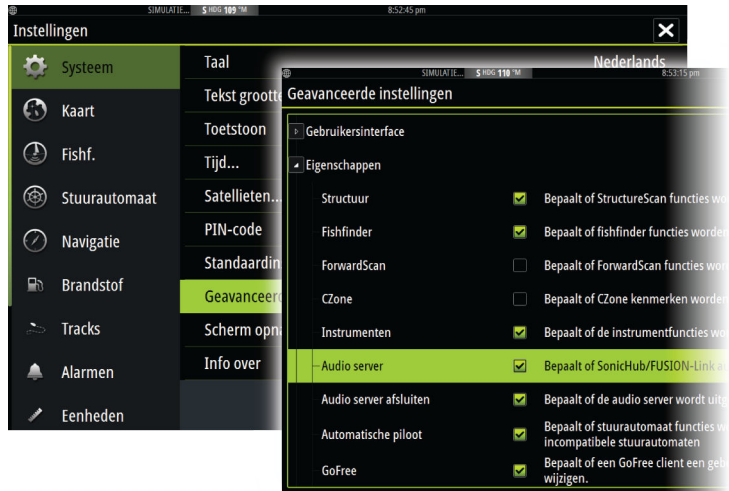 SIMULATIE... S HDG 109 °M 8:52:45 pm
Instellingen
Systeem
Kaart
Fishf.
Stuurautomaat
Navigatie
Brandstof
Tracks
Alarmen
Eenheden
Taal Nederlands
Tekst grootte
Toetstoon
Tijd...
Satellieten...
PIN-code
Standaardin
Geavanceerd
Scherm opna
Info over
SIMULATIE... S HDG 110 °M 8:53:15 pm
Geavanceerde instellingen
Gebruikersinterface
Eigenschappen
Structuur Bepaalt of StructureScan functies wo
Fishfinder Bepaalt of fishfinder functies worden
ForwardScan Bepaalt of ForwardScan functies wor
CZone Bepaalt of CZone kenmerken worden
Instrumenten Bepaalt of de instrumentfuncties wo
Audio server Bepaalt of SonicHub/FUSION-Link a
Audio server afsluiten Bepaalt of de audio server wordt uitg
Automatische piloot Bepaalt of stuurautomaat functies w
incompatibele stuurautomaten
GoFree Bepaalt of een GoFree client een geb
wijzigen.